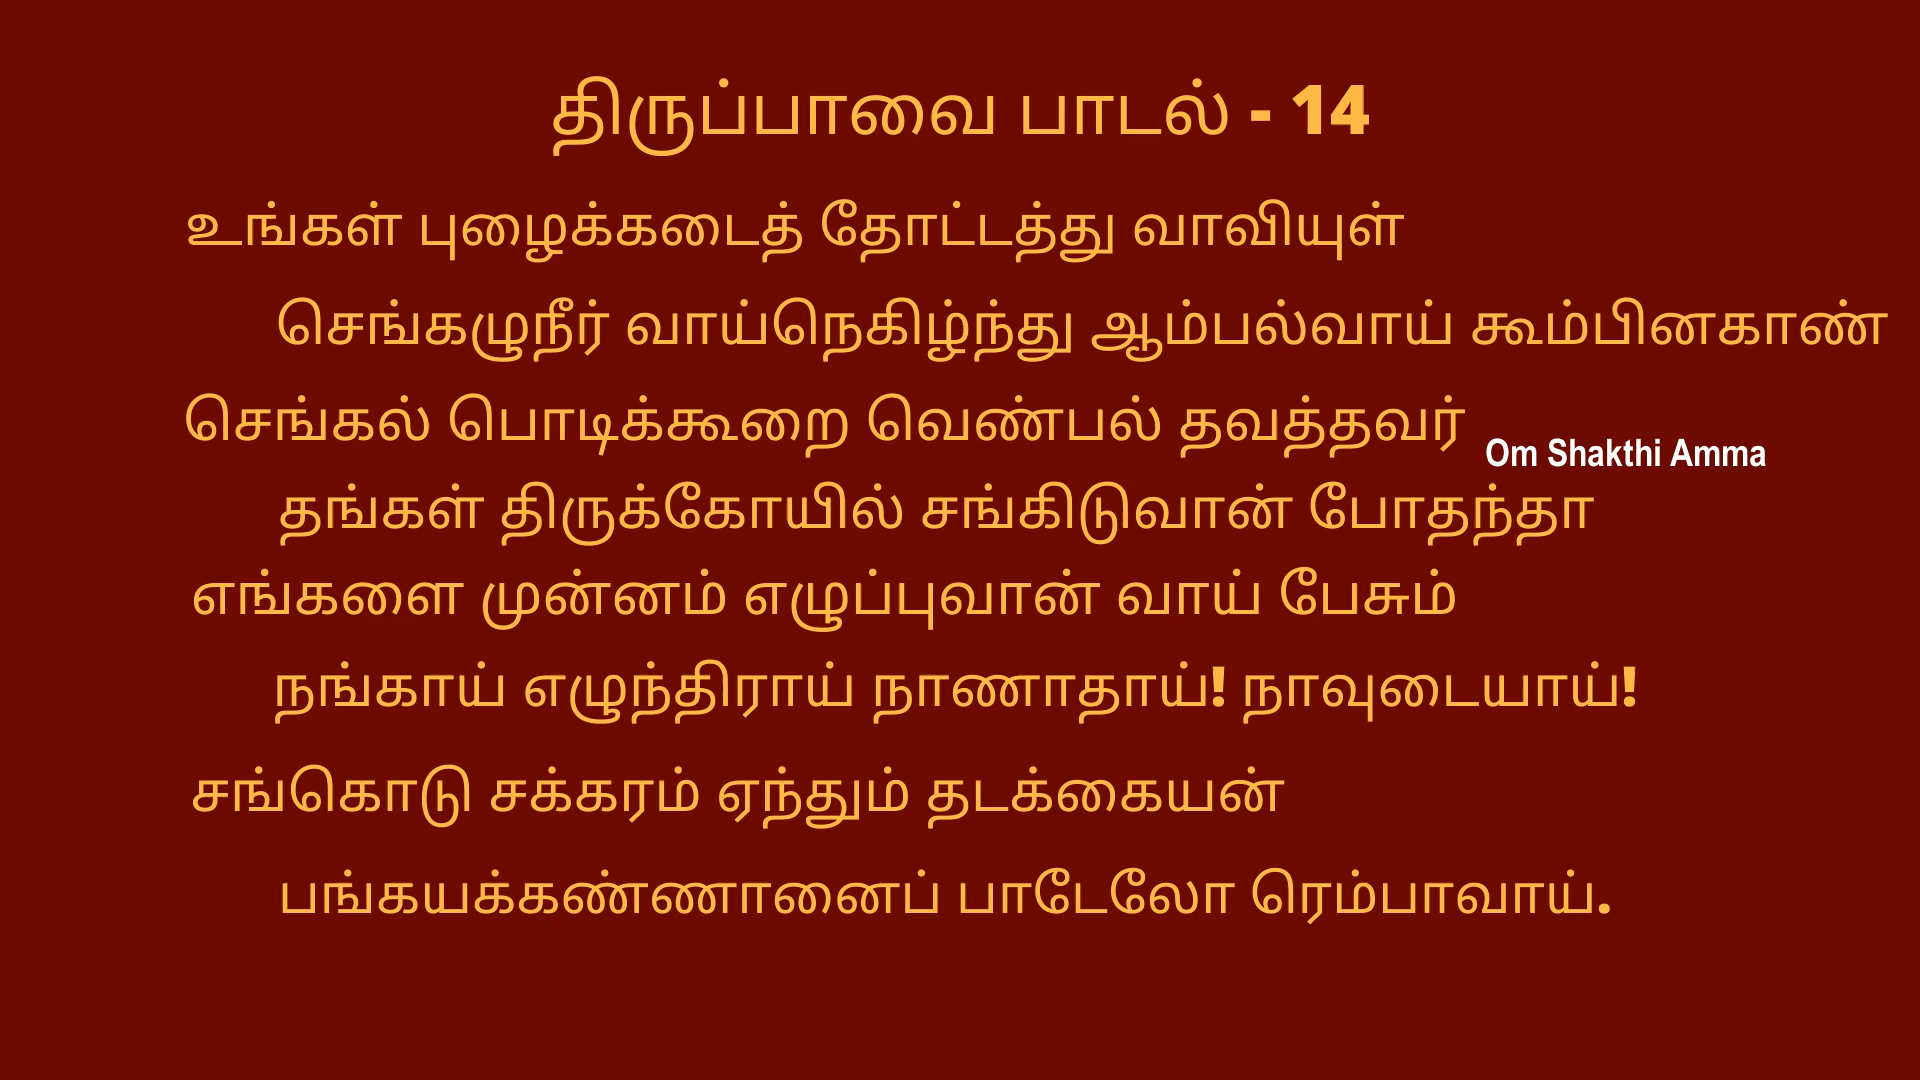 திருப்பாவை பாடல் - 14
உங்கள் புழைக்கடைத் தோட்டத்து வாவியுள்
செங்கழுநீர் வாய்நெகிழ்ந்து ஆம்பல்வாய் கூம்பினகாண்
செங்கல் பொடிக்கூறை வெண்பல் தவத்தவர்
Om Shakthi Amma
தங்கள் திருக்கோயில் சங்கிடுவான் போதந்தா
எங்களை முன்னம் எழுப்புவான் வாய் பேசும்
நங்காய் எழுந்திராய் நாணாதாய்! நாவுடையாய்!
சங்கொடு சக்கரம் ஏந்தும் தடக்கையன்
பங்கயக்கண்ணானைப் பாடேலோ ரெம்பாவாய்.